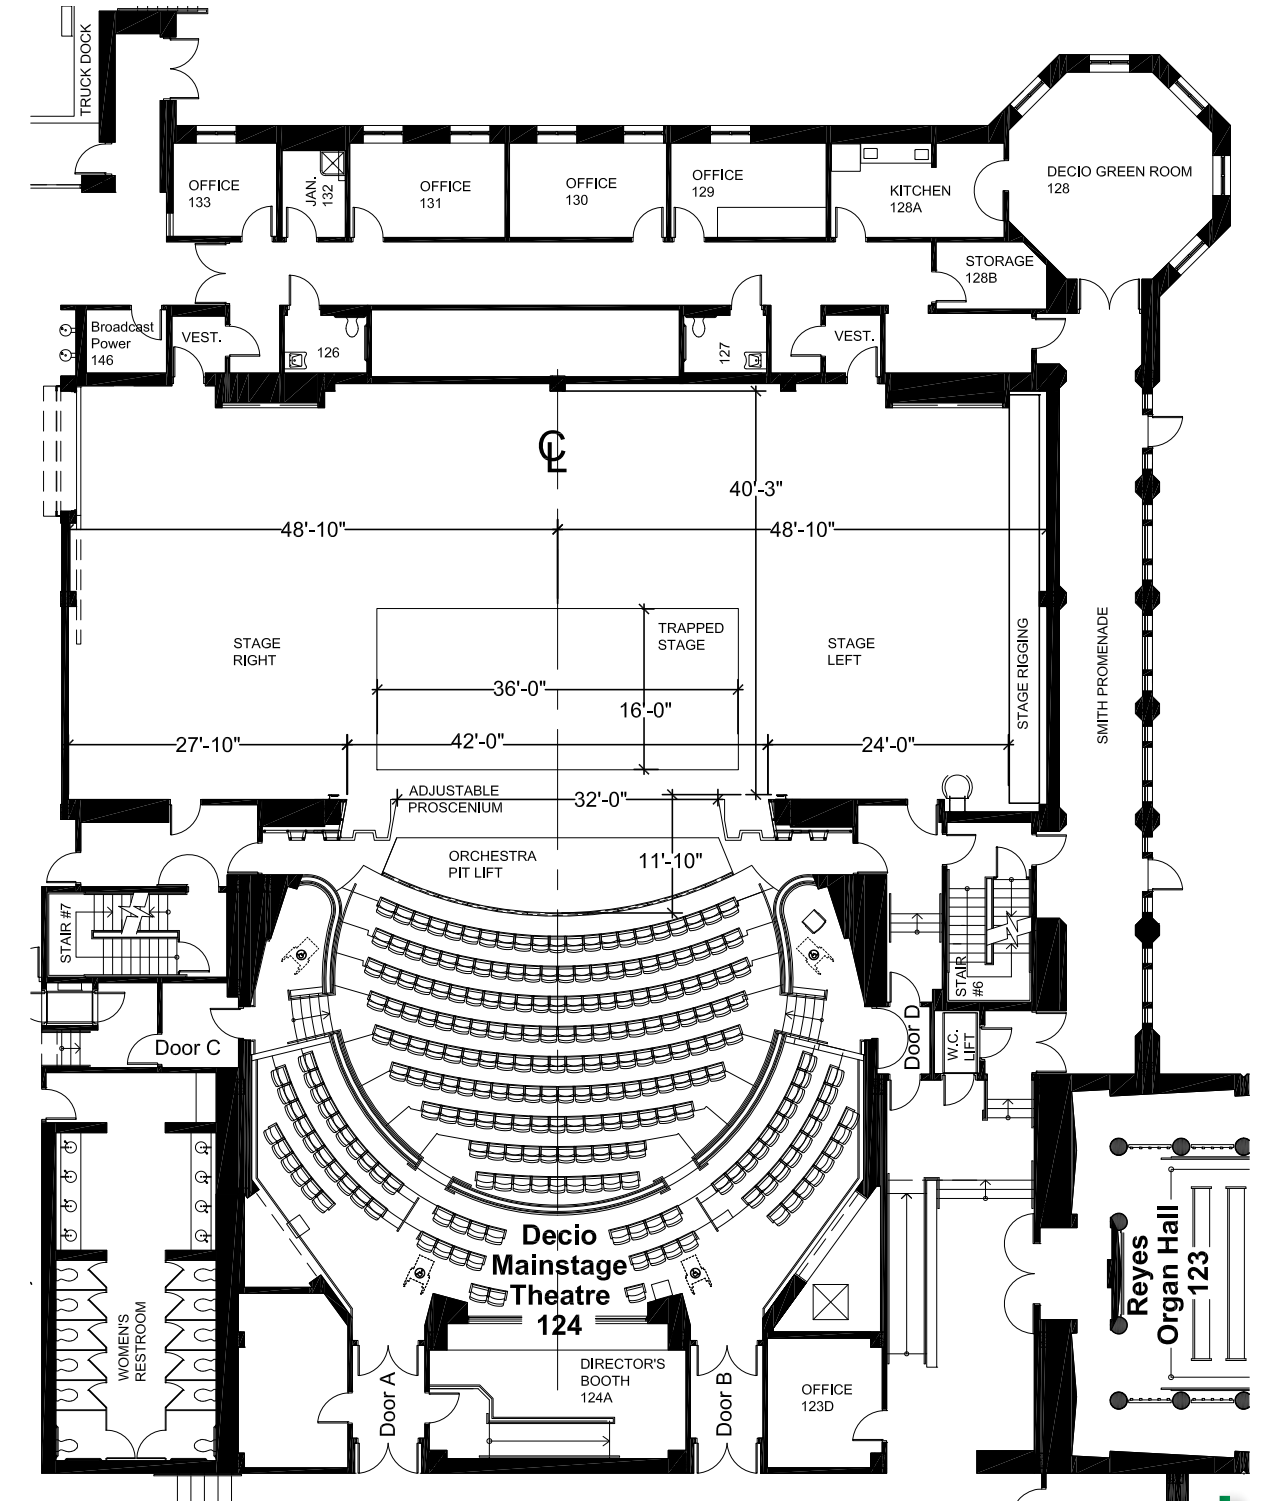 TRUCK DOCK
OFFICE
133
JAN.
132
OFFICE
131
OFFICE
130
OFFICE
129
KITCHEN
128A
DECIO GREEN ROOM
128
STORAGE
128B
Broadcast
Power
146
VEST.
126
127
VEST.
CL
40'-3"
48'-10"
48'-10"
STAGE
RIGHT
TRAPPED
STAGE
STAGE
LEFT
STAGE RIGGING
SMITH PROMENADE
36'-0"
16'-0"
27'-10"
42'-0"
24'-0"
ADJUSTABLE
PROSCENIUM
32'-0"
ORCHESTRA
PIT LIFT
11'-10"
STAIR #7
STAIR
#6
Door C
Door D
W.C.
LIFT
WOMEN'S
RESTROOM
Decio
Mainstage
Theatre
124
Reyes
Organ Hall
123
DIRECTOR'S
BOOTH
124A
Door A
Door B
OFFICE
123D